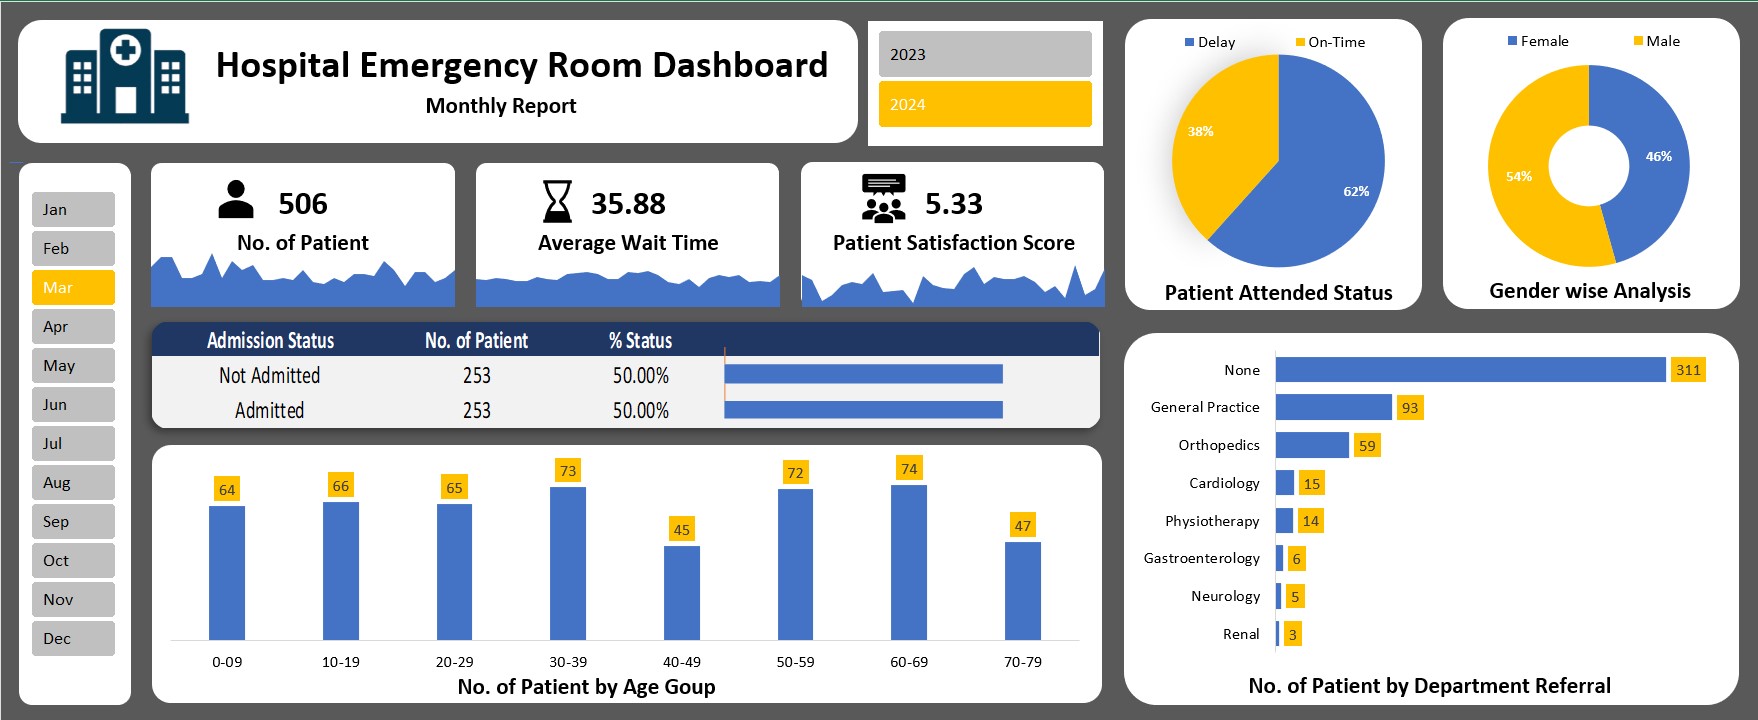 Hospital Emergency Room Dashboard
Monthly Report
2023
2024
Jan
Feb
Mar
Apr
May
Jun
Jul
Aug
Sep
Oct
Nov
Dec
506
No. of Patient
35.88
Average Wait Time
5.33
Patient Satisfaction Score
Delay On-Time
38%
62%
Patient Attended Status
Female Male
46%
54%
Gender wise Analysis
Admission Status No. of Patient % Status
Not Admitted 253 50.00%
Admitted 253 50.00%
64 66 65 73 45 72 74 47
0-09 10-19 20-29 30-39 40-49 50-59 60-69 70-79
No. of Patient by Age Goup
None 311
General Practice 93
Orthopedics 59
Cardiology 15
Physiotherapy 14
Gastroenterology 6
Neurology 5
Renal 3
No. of Patient by Department Referral